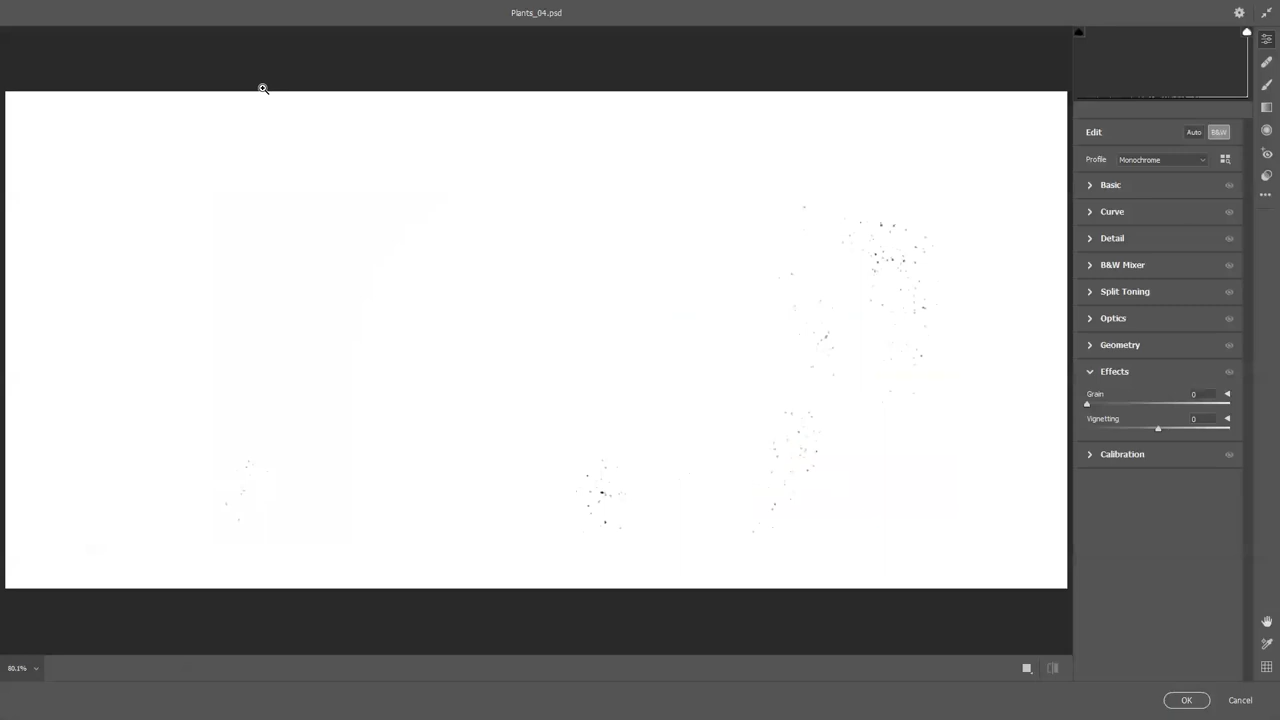 Plants_04.psd
Edit Auto B&W
Profile Monochrome
Basic
Curve
Detail
B&W Mixer
Split Toning
Optics
Geometry
Effects
Grain 0
Vignetting 0
Calibration
80.1%
OK Cancel